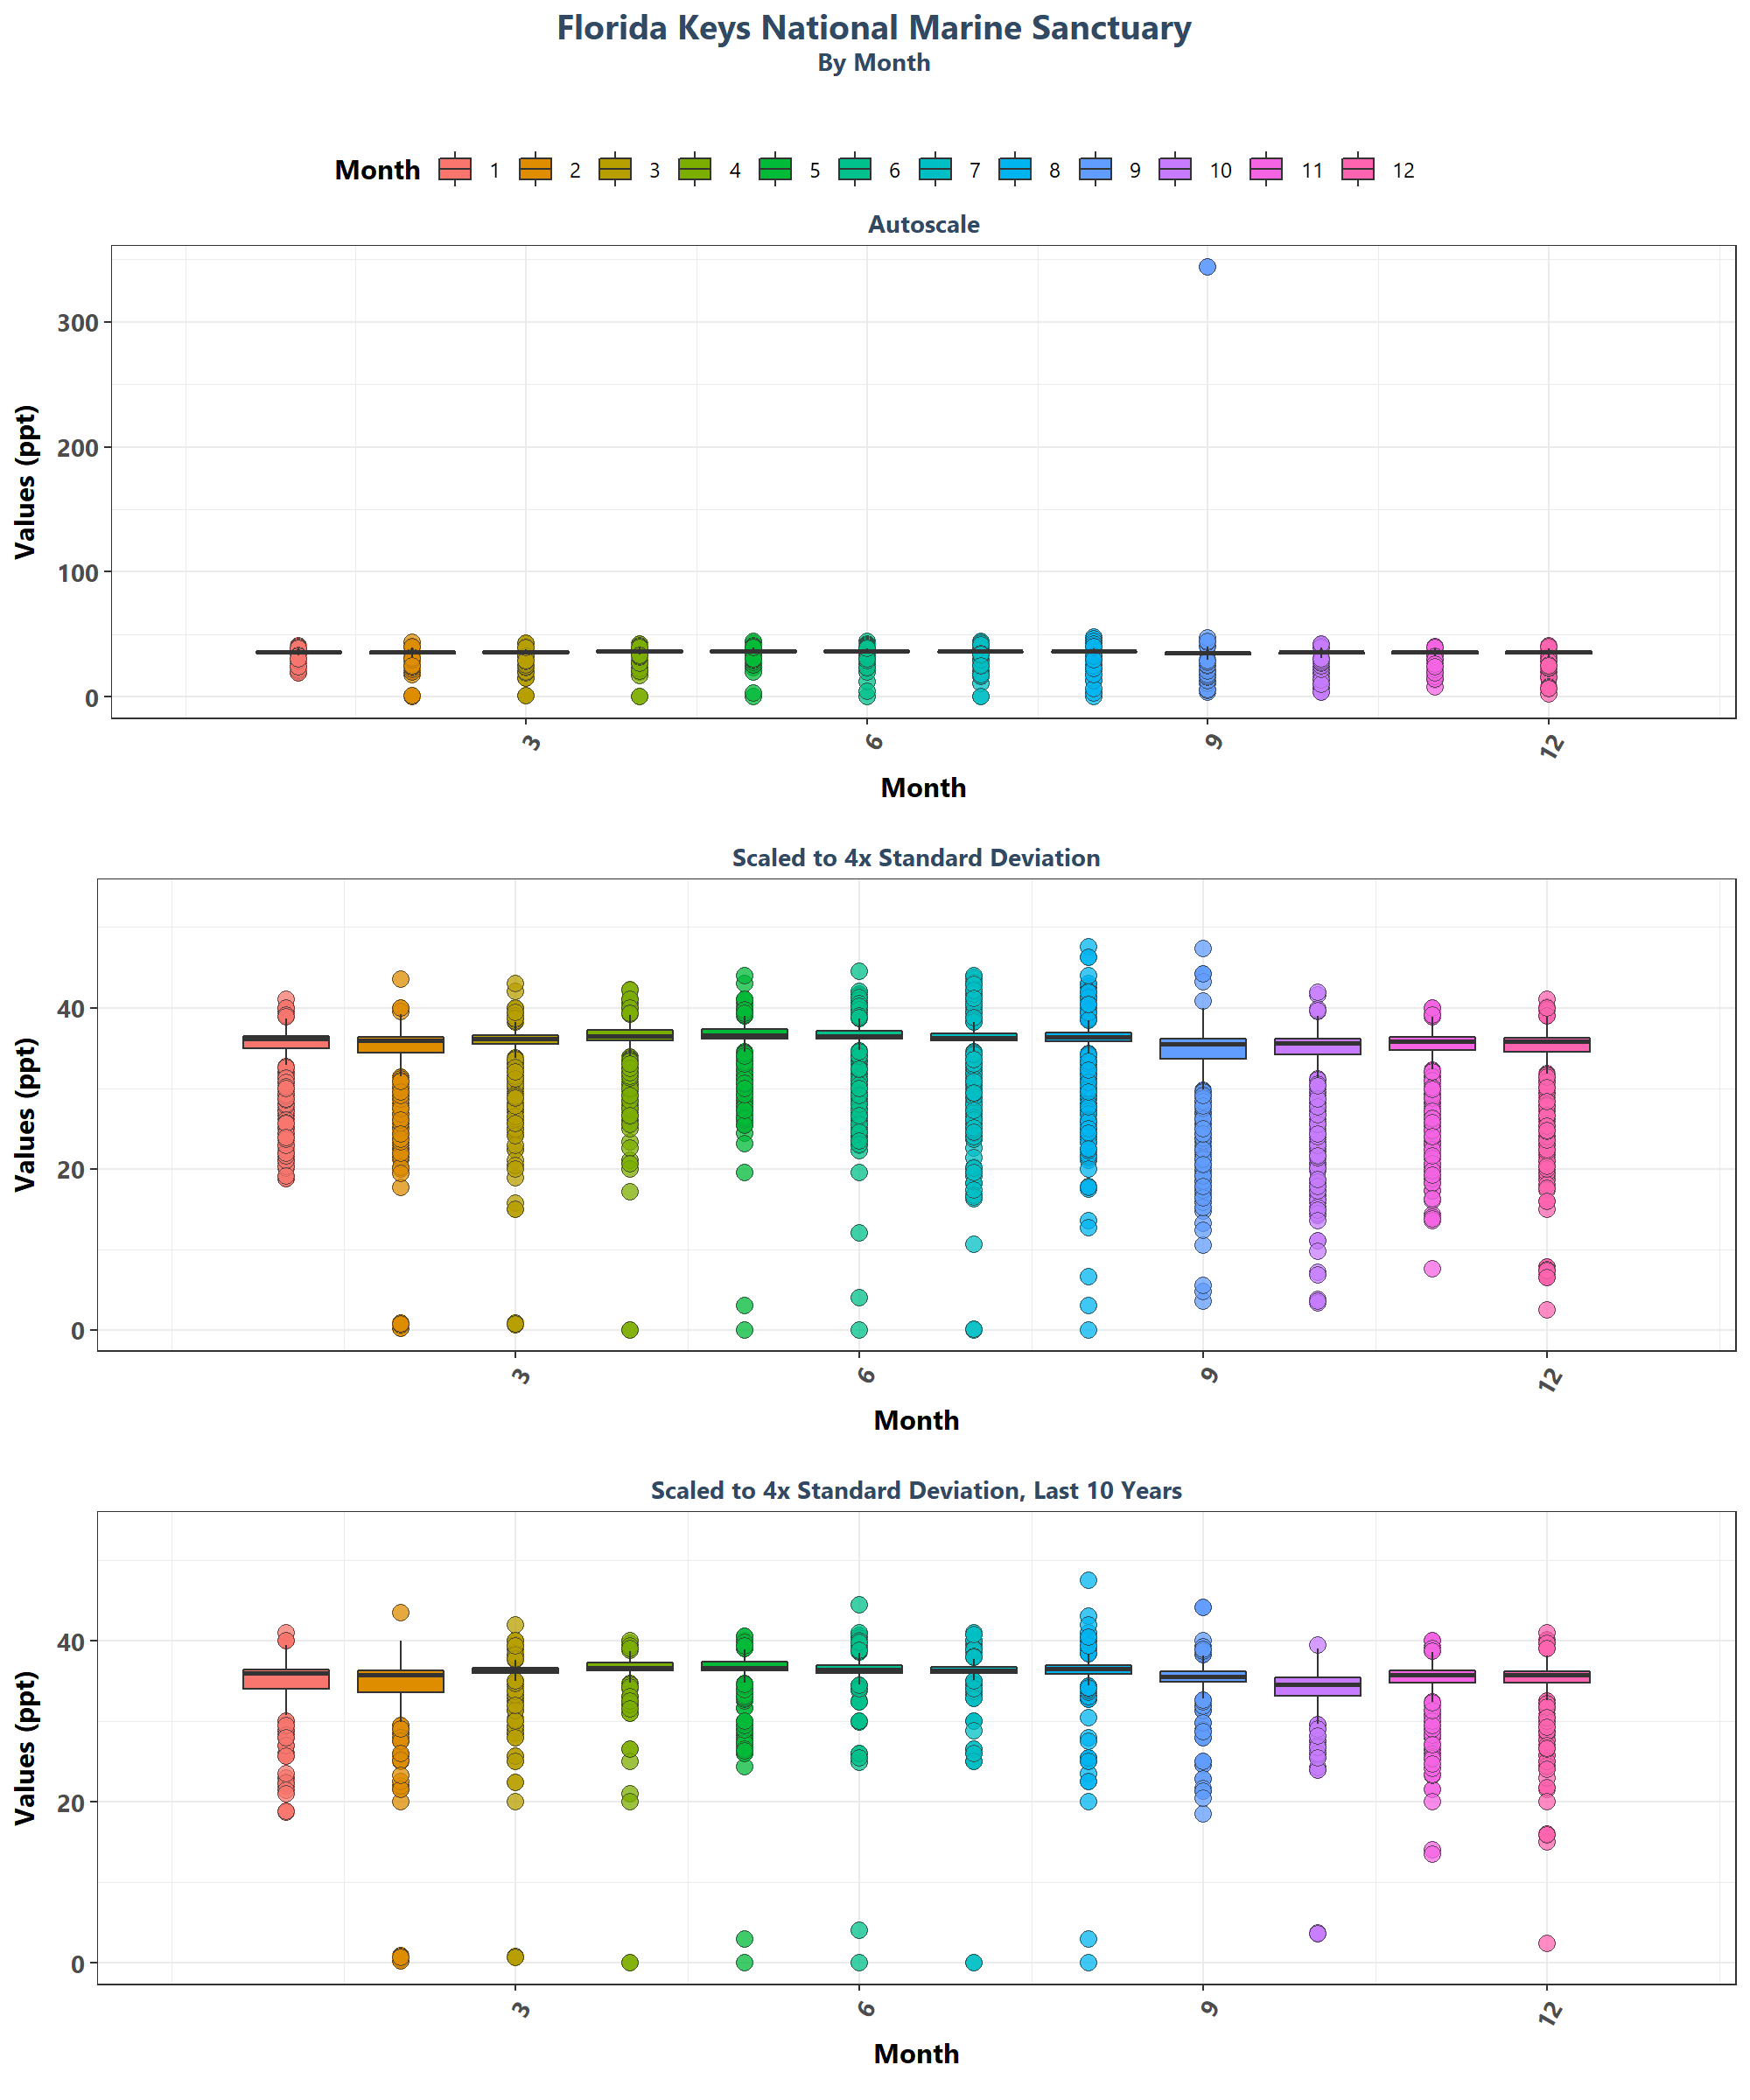 Florida Keys National Marine Sanctuary
By Month
Month 1 2 3 4 5 6 7 8 9 10 11 12
Autoscale
Values (ppt)
300
200
100
0
3 6 9 12
Month
Scaled to 4x Standard Deviation
Values (ppt)
40
20
0
3 6 9 12
Month
Scaled to 4x Standard Deviation, Last 10 Years
Values (ppt)
40
20
0
3 6 9 12
Month